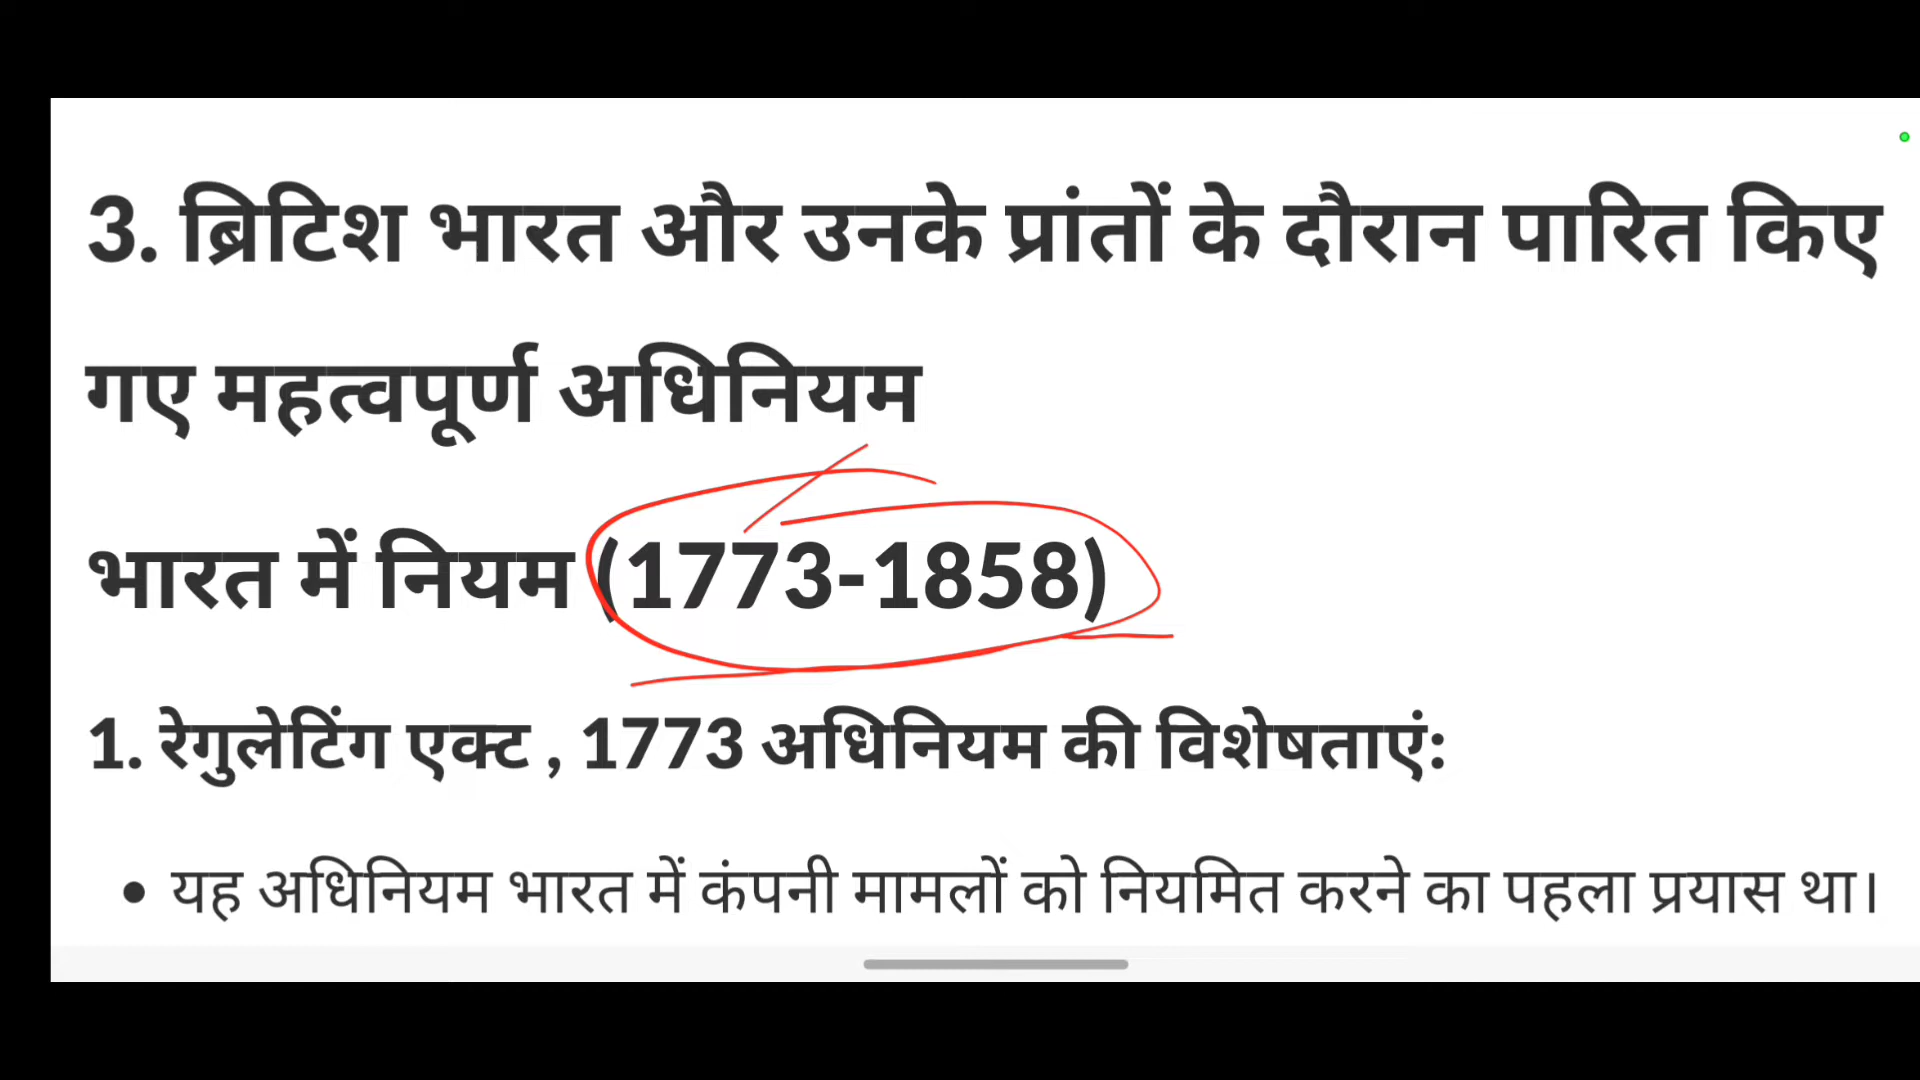 3. ब्रिटिश भारत और उनके प्रांतों के दौरान पारित किए
गए महत्वपूर्ण अधिनियम
भारत में नियम (1773-1858)
1. रेगुलेटिंग एक्ट , 1773 अधिनियम की विशेषताएं:
• यह अधिनियम भारत में कंपनी मामलों को नियमित करने का पहला प्रयास था।